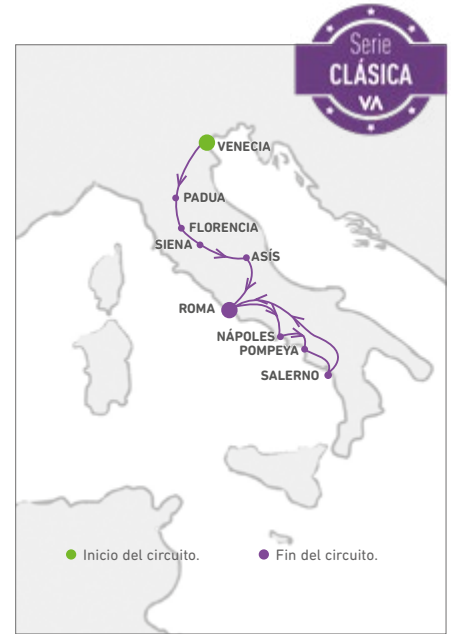 Serie
CLÁSICA
VA
VENECIA
PADUA
FLORENCIA
SIENA
ASÍS
ROMA
NÁPOLES
POMPEYA
SALERNO
Inicio del circuito.
Fin del circuito.